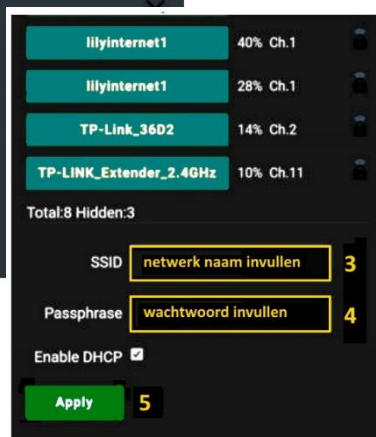 lilyinternet1 40% Ch.1
lilyinternet1 28% Ch.1
TP-Link_36D2 14% Ch.2
TP-LINK_Extender_2.4GHz 10% Ch.11
Total:8 Hidden:3
SSID netwerk naam invullen 3
Passphrase wachtwoord invullen 4
Enable DHCP
Apply 5